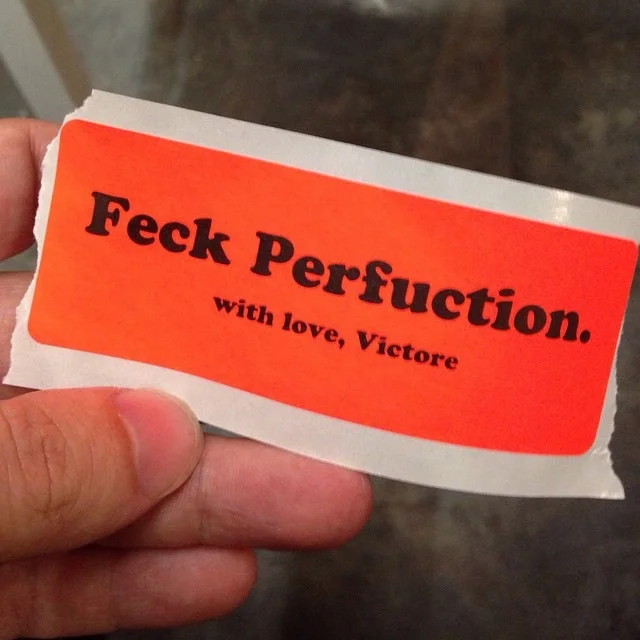 Feck Perfuction.
with love, Victore